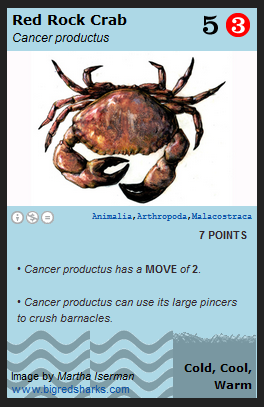 Red Rock Crab
Cancer productus
5 3
Animalia,Arthropoda,Malacostraca
7 POINTS
• Cancer productus has a MOVE of 2.
• Cancer productus can use its large pincers
to crush barnacles.
Cold, Cool,
Warm
Image by Martha Iserman
www.bigredsharks.com